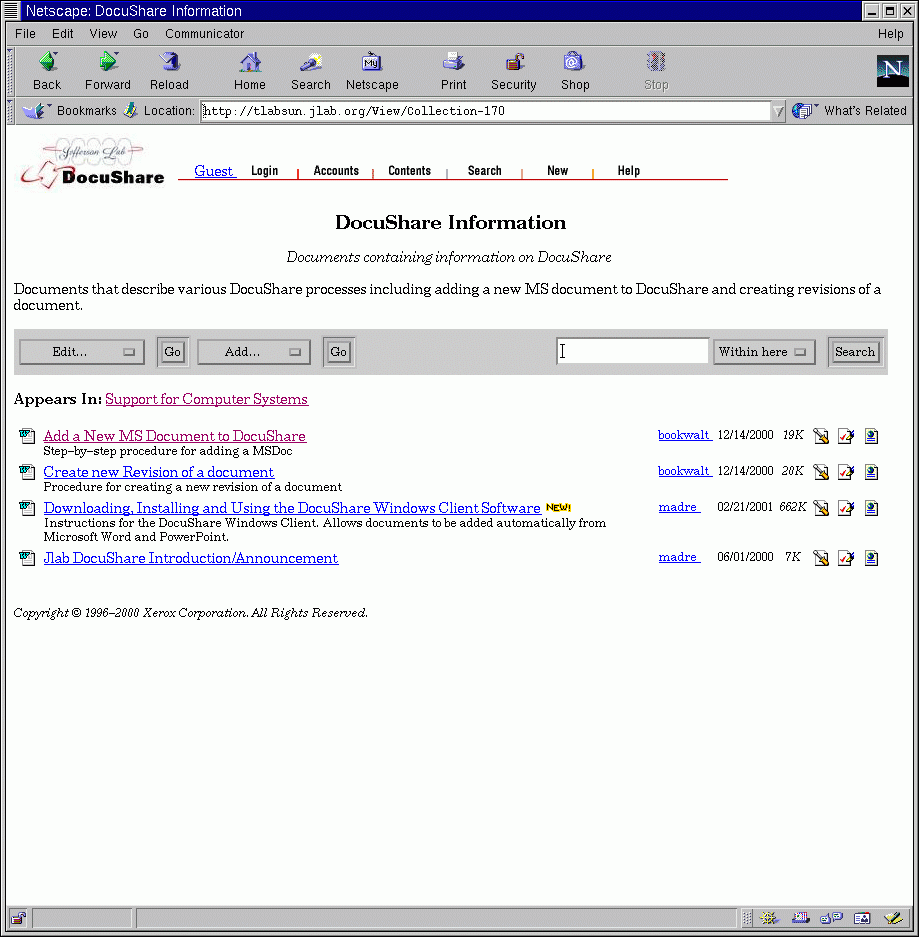 Netscape: DocuShare Information
File Edit View Go Communicator Help
My N
Back Forward Reload Home Search Netscape Print Security Shop Stop
Bookmarks Location: http://tlabsun.jlab.org/View/Collection-170 What's Related
Jefferson Lab
DocuShare
Guest Login Accounts Contents Search New Help
DocuShare Information
Documents containing information on DocuShare
Documents that describe various DocuShare processes including adding a new MS document to DocuShare and creating revisions of a
document.
Edit... Go Add... Go Within here Search
Appears In: Support for Computer Systems
Add a New MS Document to DocuShare bookwalt 12/14/2000 19K
Step-by-step procedure for adding a MSDoc
Create new Revision of a document bookwalt 12/14/2000 20K
Procedure for creating a new revision of a document
Downloading, Installing and Using the DocuShare Windows Client Software NEW! madre 02/21/2001 662K
Instructions for the DocuShare Windows Client. Allows documents to be added automatically from
Microsoft Word and PowerPoint.
Jlab DocuShare Introduction/Announcement madre 06/01/2000 7K
Copyright © 1996-2000 Xerox Corporation. All Rights Reserved.